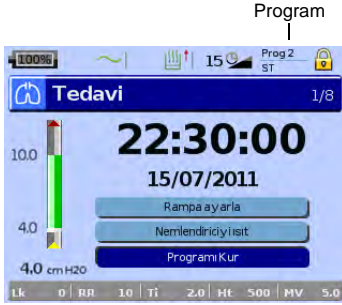 Program
100%
15
Prog 2
ST
Tedavi 1/8
10.0
22:30:00
15/07/2011
Rampa ayarla
4.0
Nemlendiriciyi ısıt
Programı Kur
4.0 cm H2O
Lk 0 RR 10 Ti 2.0 Ht 500 MV 5.0